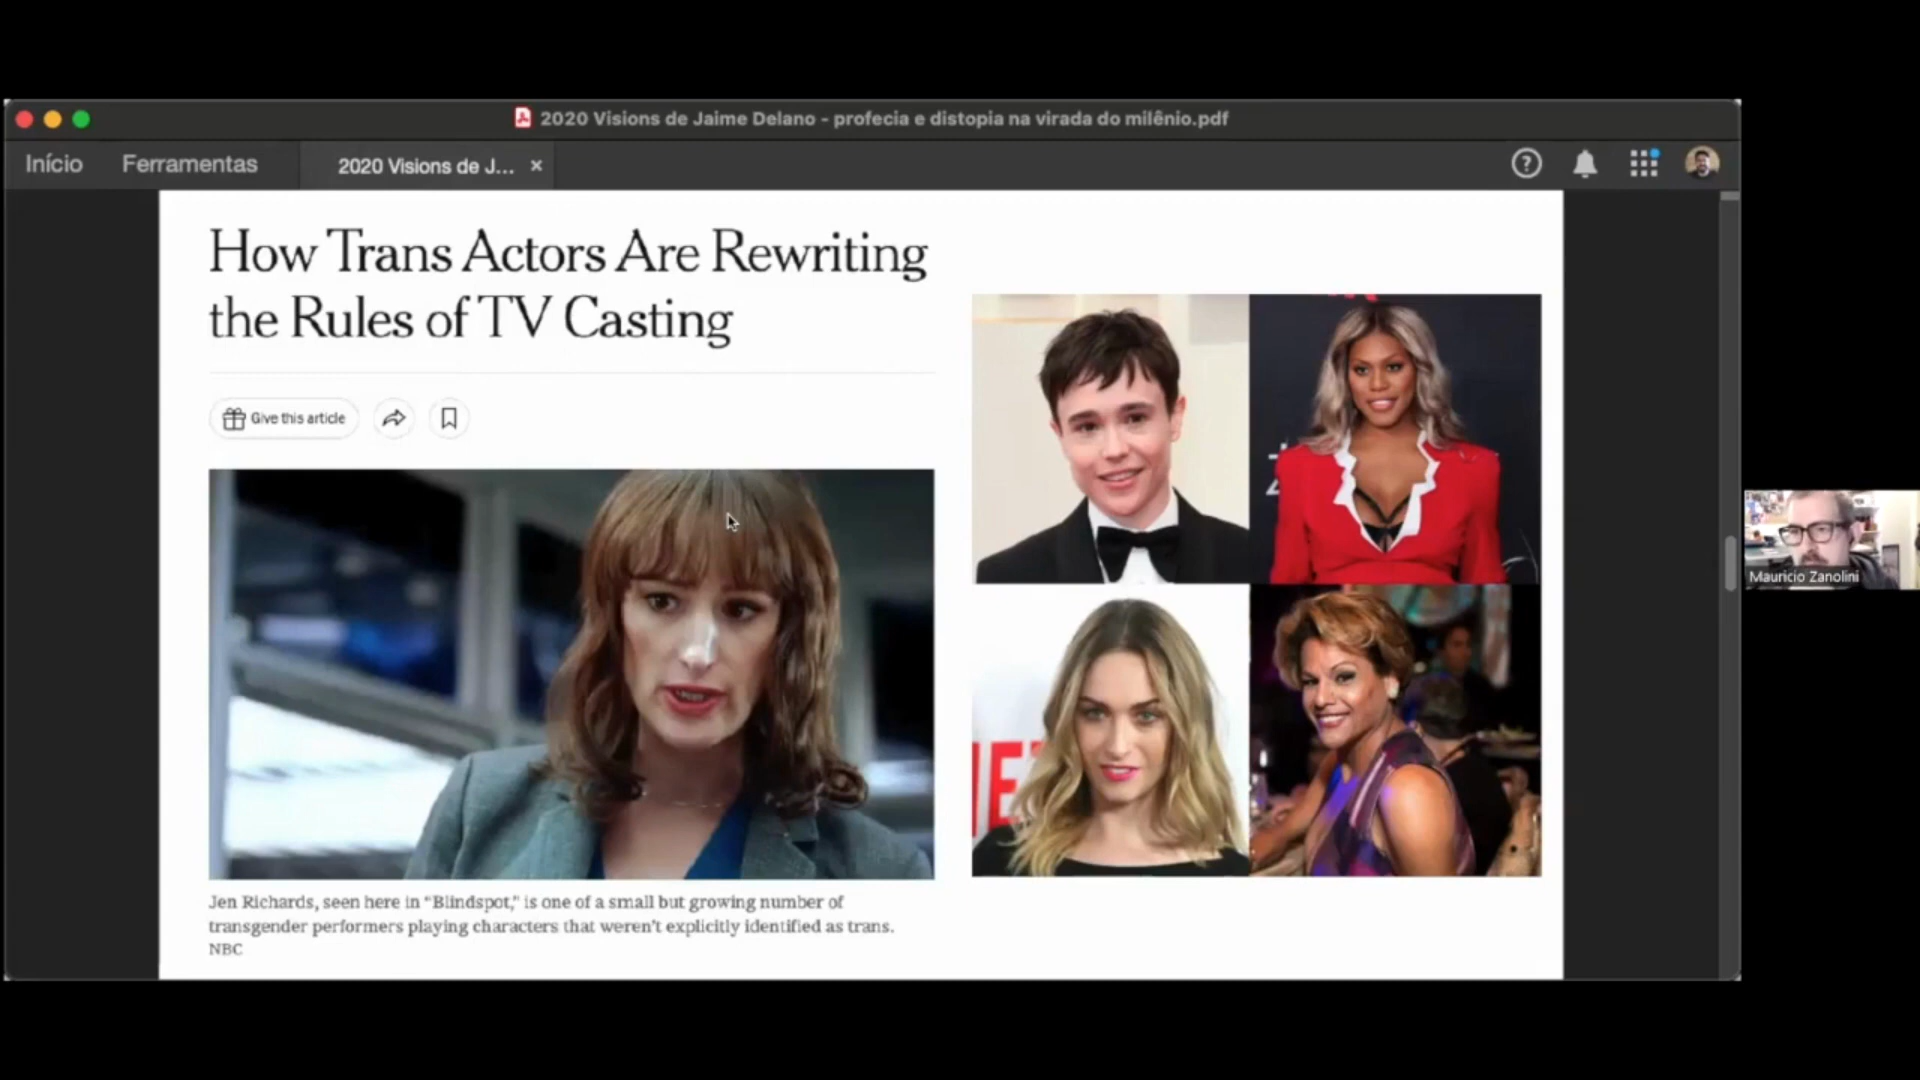 2020 Visions de Jaime Delano - profecia e distopia na virada do milênio.pdf
Início
Ferramentas
2020 Visions de J...
How Trans Actors Are Rewriting
the Rules of TV Casting
Give this article
Jen Richards, seen here in “Blindspot,” is one of a small but growing number of
transgender performers playing characters that weren’t explicitly identified as trans.
NBC
Mauricio Zanolini